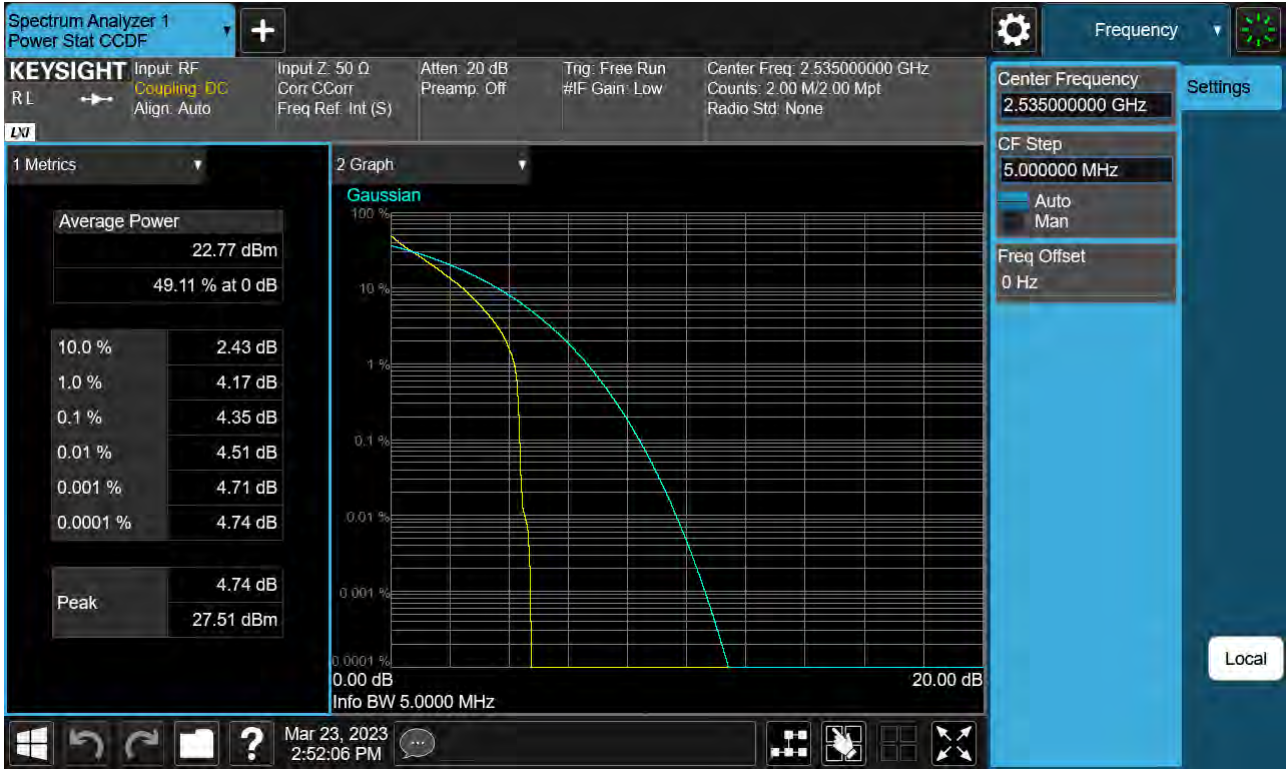 Spectrum Analyzer 1
Power Stat CCDF
Frequency
KEYSIGHT
R L
LXI
Input: RF
Coupling: DC
Align: Auto
Input Z: 50 Ω
Corr CCorr
Freq Ref: Int (S)
Atten: 20 dB
Preamp: Off
Trig: Free Run
#IF Gain: Low
Center Freq: 2.535000000 GHz
Counts: 2.00 M/2.00 Mpt
Radio Std: None
1 Metrics
Average Power
22.77 dBm
49.11 % at 0 dB
10.0 % 2.43 dB
1.0 % 4.17 dB
0.1 % 4.35 dB
0.01 % 4.51 dB
0.001 % 4.71 dB
0.0001 % 4.74 dB
Peak
4.74 dB
27.51 dBm
2 Graph
Gaussian
100 %
10 %
1 %
0.1 %
0.01 %
0.001 %
0.0001 %
0.00 dB 20.00 dB
Info BW 5.0000 MHz
Center Frequency
2.535000000 GHz
CF Step
5.000000 MHz
Auto
Man
Freq Offset
0 Hz
Settings
Local
Mar 23, 2023
2:52:06 PM